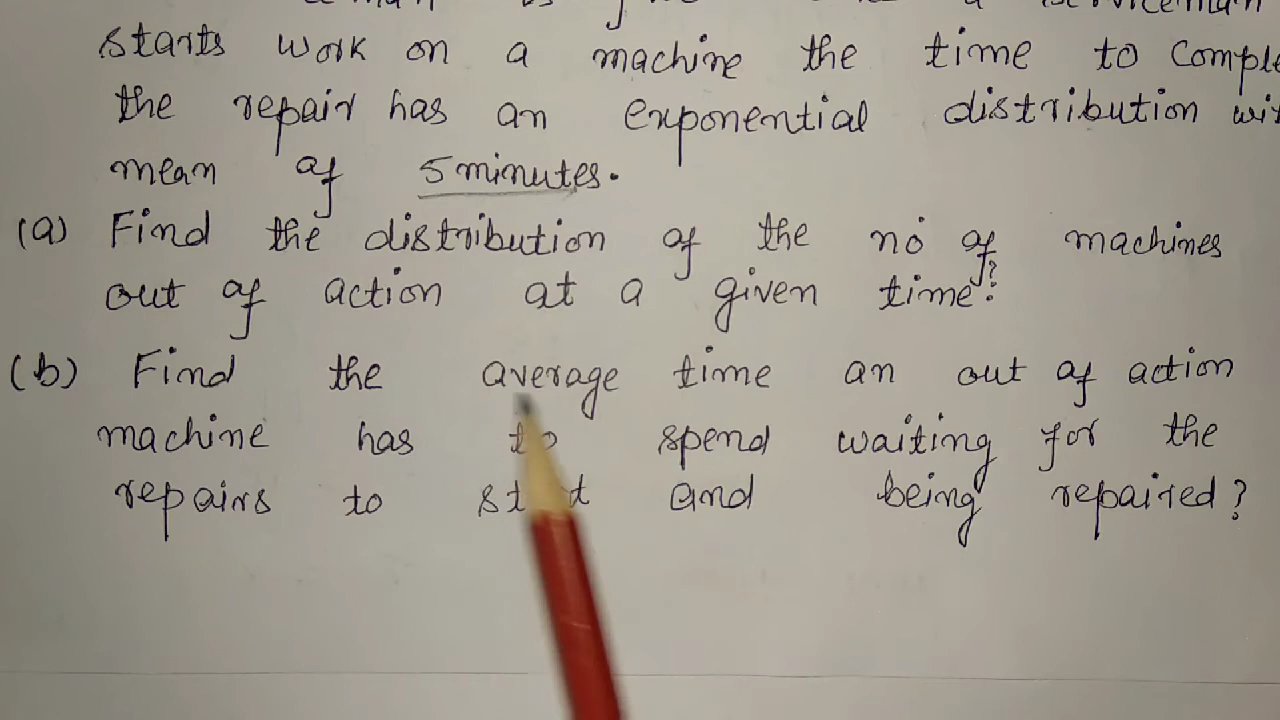 starts work on a machine the time to comple
the repair has an exponential distribution wit
mean of 5 minutes.
(a) Find the distribution of the no of machines
out of action at a given time?
(b) Find the average time an out of action
machine has to spend waiting for the
repairs to start and being repaired?